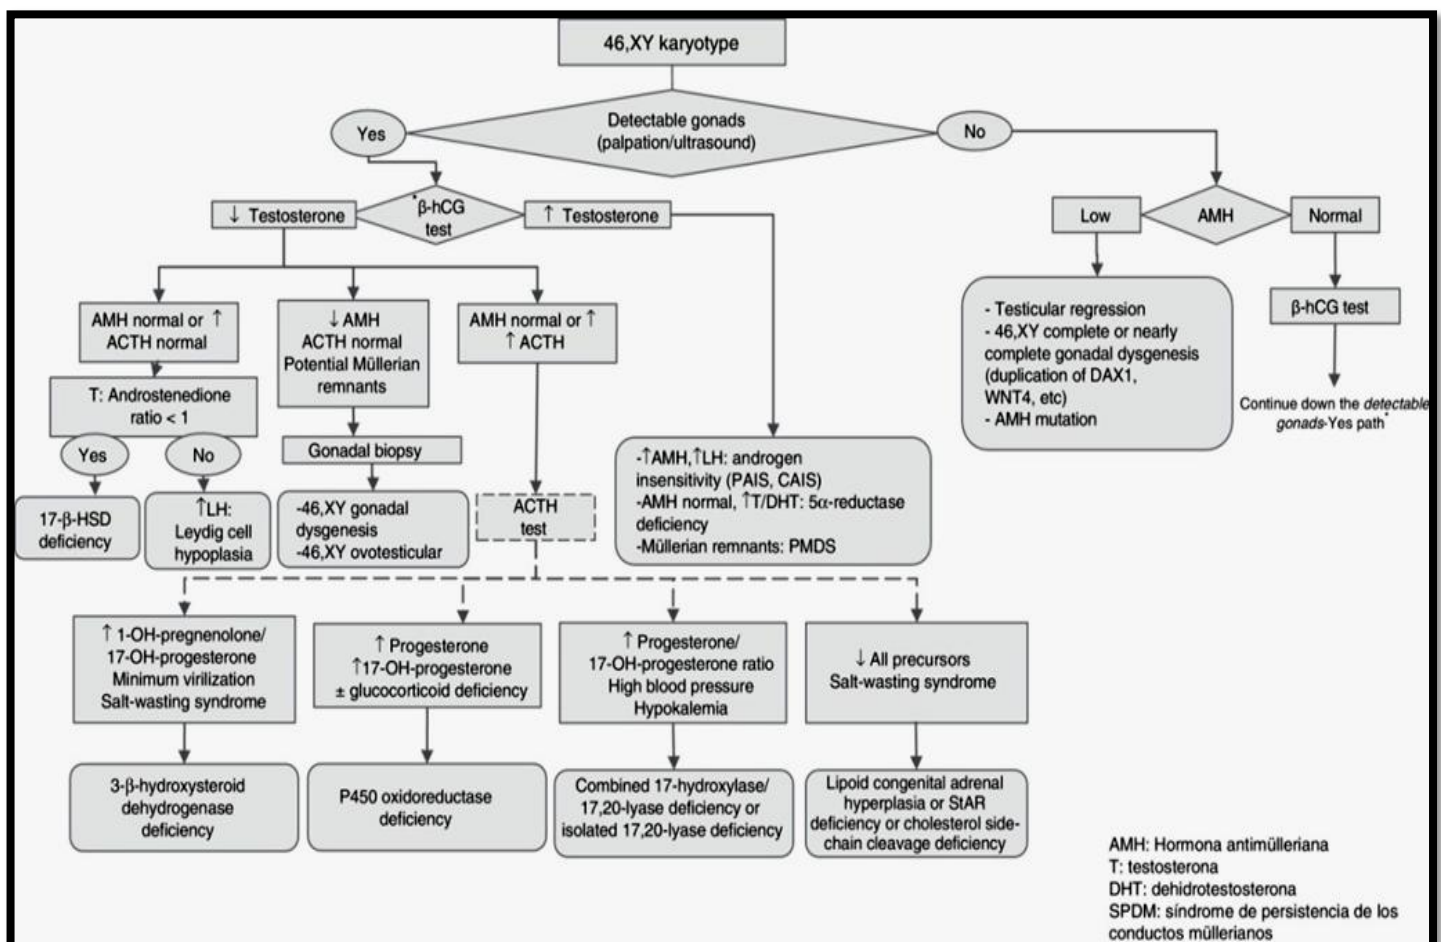 46,XY karyotype
Detectable gonads
(palpation/ultrasound)
Yes
No
*β-hCG
test
↓ Testosterone
↑ Testosterone
AMH
Low
Normal
AMH normal or ↑
ACTH normal
↓ AMH
ACTH normal
Potential Müllerian
remnants
AMH normal or ↑
↑ ACTH
- Testicular regression
- 46,XY complete or nearly
complete gonadal dysgenesis
(duplication of DAX1,
WNT4, etc)
- AMH mutation
β-hCG test
Continue down the detectable
gonads-Yes path*
T: Androstenedione
ratio < 1
Yes
No
Gonadal biopsy
17-β-HSD
deficiency
↑LH:
Leydig cell
hypoplasia
-46,XY gonadal
dysgenesis
-46,XY ovotesticular
ACTH
test
-↑AMH,↑LH: androgen
insensitivity (PAIS, CAIS)
-AMH normal, ↑T/DHT: 5α-reductase
deficiency
-Müllerian remnants: PMDS
↑ 1-OH-pregnenolone/
17-OH-progesterone
Minimum virilization
Salt-wasting syndrome
↑ Progesterone
↑17-OH-progesterone
± glucocorticoid deficiency
↑ Progesterone/
17-OH-progesterone ratio
High blood pressure
Hypokalemia
↓ All precursors
Salt-wasting syndrome
3-β-hydroxysteroid
dehydrogenase
deficiency
P450 oxidoreductase
deficiency
Combined 17-hydroxylase/
17,20-lyase deficiency or
isolated 17,20-lyase deficiency
Lipoid congenital adrenal
hyperplasia or StAR
deficiency or cholesterol side-
chain cleavage deficiency
AMH: Hormona antimülleriana
T: testosterona
DHT: dehidrotestosterona
SPDM: síndrome de persistencia de los
conductos müllerianos